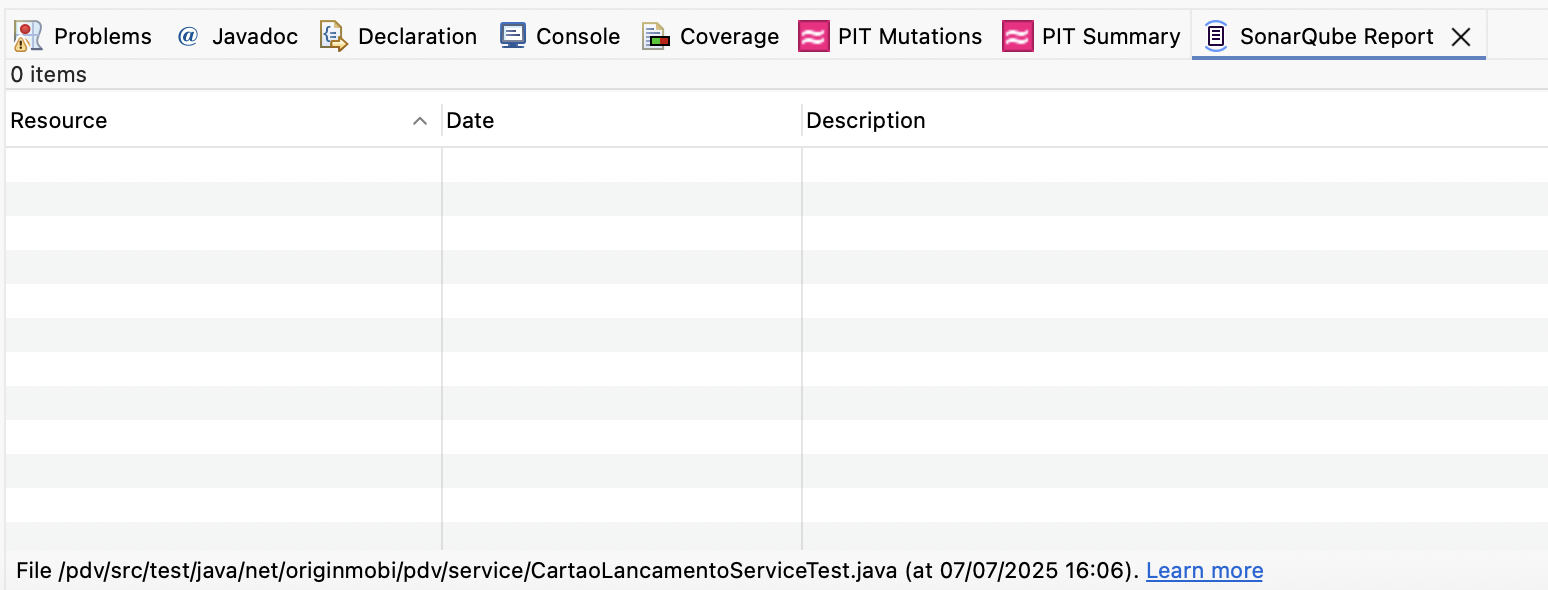 Problems @ Javadoc Declaration Console Coverage PIT Mutations PIT Summary SonarQube Report
0 items
Resource Date Description
File /pdv/src/test/java/net/originmobi/pdv/service/CartaoLancamentoServiceTest.java (at 07/07/2025 16:06). Learn more